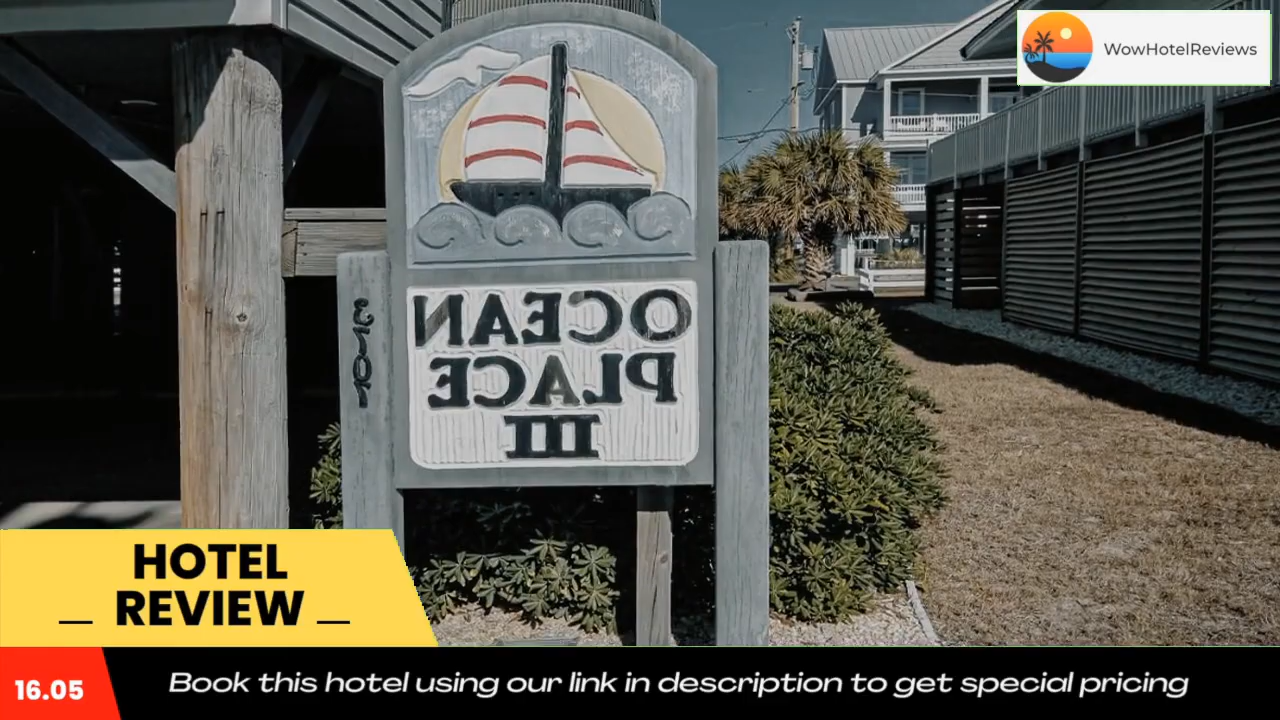 WowHotelReviews
OCEAN
PLACE
III
HOTEL
REVIEW
16.05
Book this hotel using our link in description to get special pricing